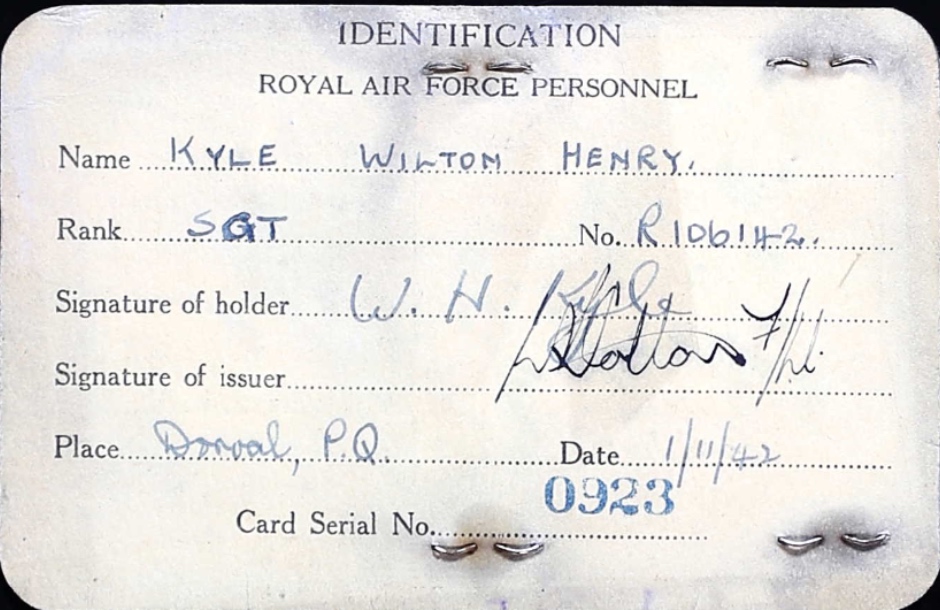 IDENTIFICATION
ROYAL AIR FORCE PERSONNEL
Name KYLE WILTON HENRY.
Rank SGT No. R106142.
Signature of holder W. H. Kyle
Signature of issuer
Place Dorval, P.Q. Date 1/11/42
0923
Card Serial No.